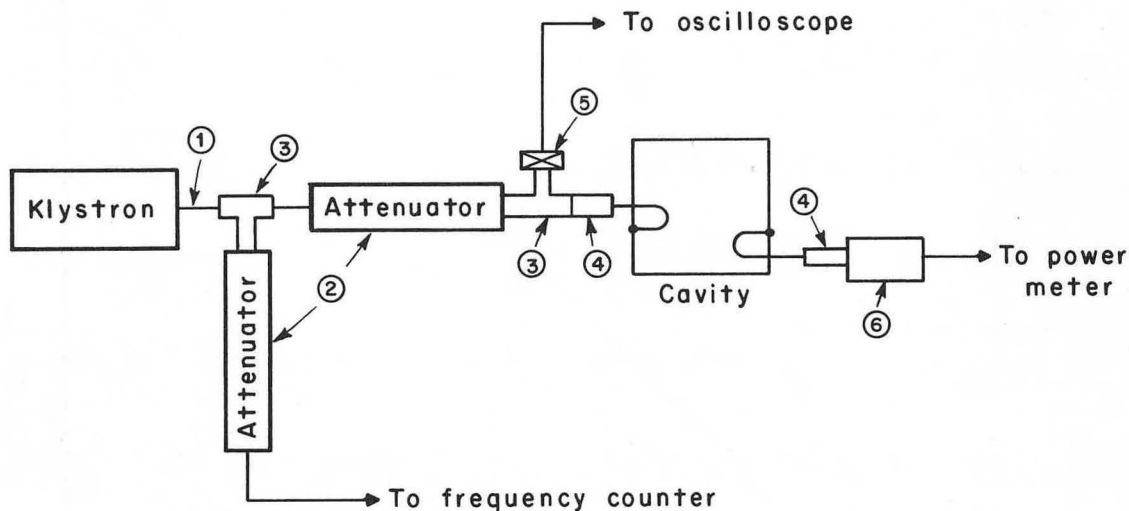 To oscilloscope
⑤
①
③
Klystron
Attenuator
④
②
③
④
To power
meter
Cavity
⑥
Attenuator
To frequency counter